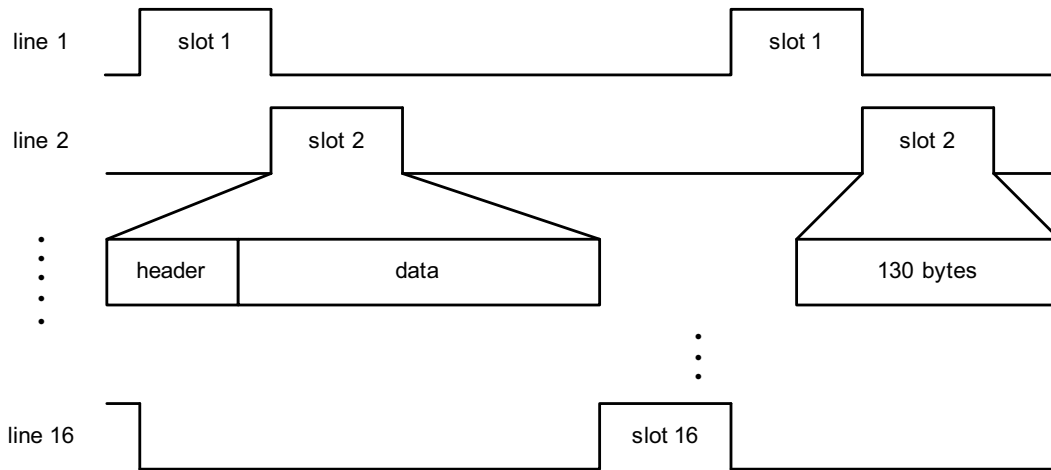 line 1
slot 1
slot 1
line 2
slot 2
slot 2
header
data
130 bytes
line 16
slot 16